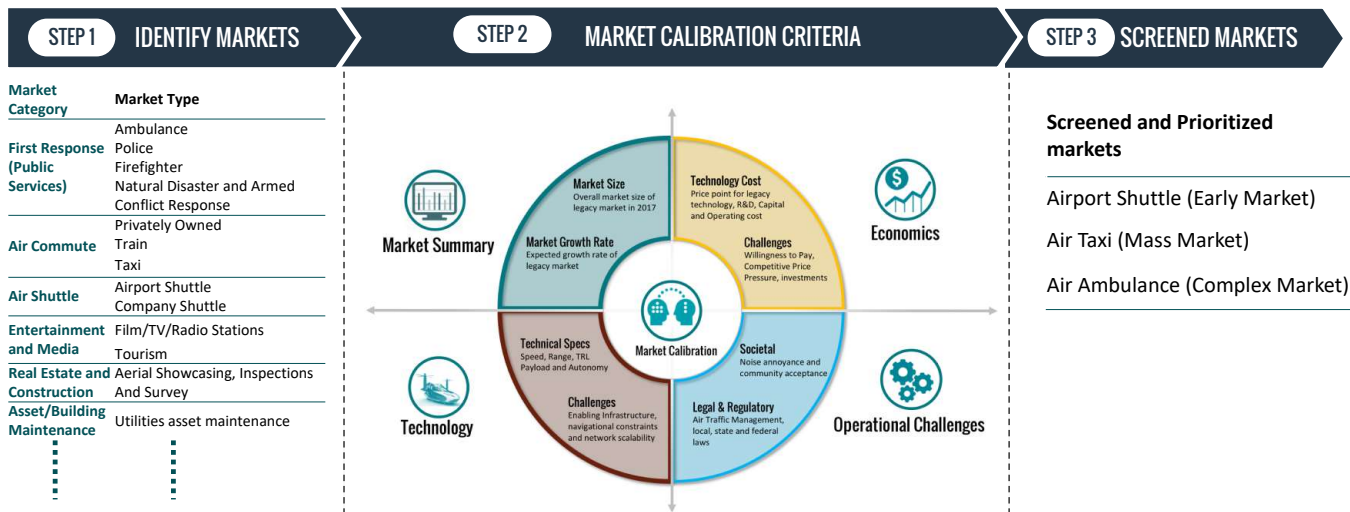 STEP 1 IDENTIFY MARKETS
STEP 2 MARKET CALIBRATION CRITERIA
STEP 3 SCREENED MARKETS
Market
Category
Market Type
First Response
(Public
Services)
Ambulance
Police
Firefighter
Natural Disaster and Armed
Conflict Response
Air Commute
Privately Owned
Train
Taxi
Air Shuttle
Airport Shuttle
Company Shuttle
Entertainment
and Media
Film/TV/Radio Stations
Tourism
Real Estate and
Construction
Aerial Showcasing, Inspections
And Survey
Asset/Building
Maintenance
Utilities asset maintenance
Market Summary
Market Size
Overall market size of
legacy market in 2017
Market Growth Rate
Expected growth rate of
legacy market
Technology Cost
Price point for legacy
technology, R&D, Capital
and Operating cost
Challenges
Willingness to Pay,
Competitive Price
Pressure, investments
$
Economics
Market Calibration
Technology
Technical Specs
Speed, Range, TRL
Payload and Autonomy
Challenges
Enabling Infrastructure,
navigational constraints
and network scalability
Societal
Noise annoyance and
community acceptance
Legal & Regulatory
Air Traffic Management,
local, state and federal
laws
Operational Challenges
Screened and Prioritized
markets
Airport Shuttle (Early Market)
Air Taxi (Mass Market)
Air Ambulance (Complex Market)